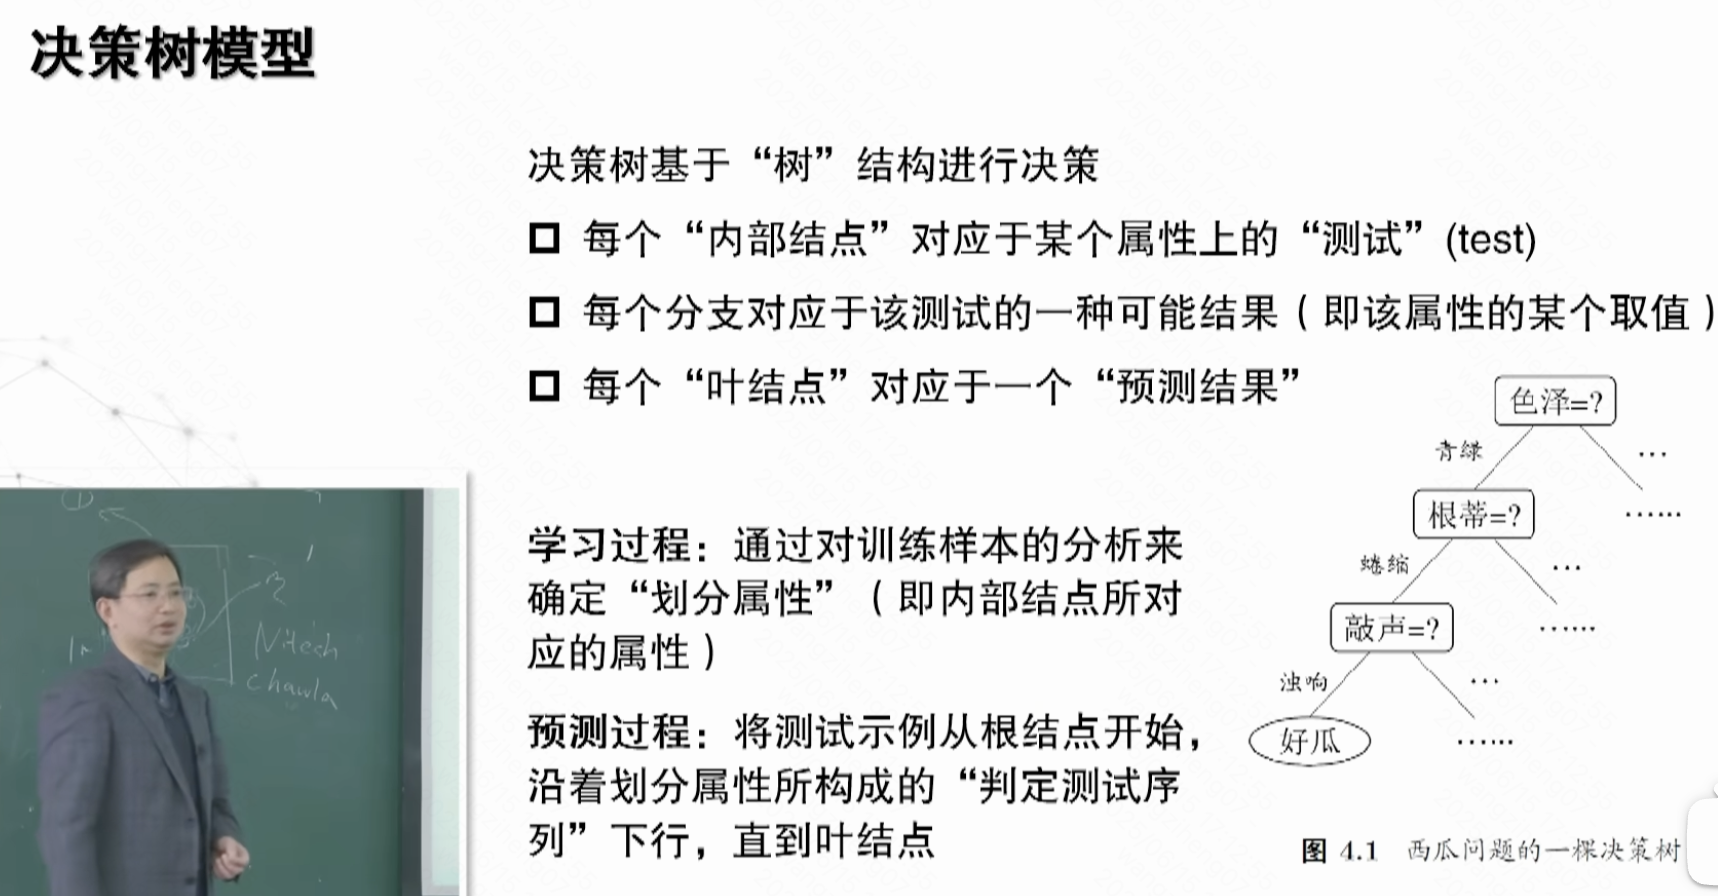 决策树模型
决策树基于“树”结构进行决策
每个“内部结点”对应于某个属性上的“测试”(test)
每个分支对应于该测试的一种可能结果（即该属性的某个取值）
每个“叶结点”对应于一个“预测结果”
学习过程：通过对训练样本的分析来
确定“划分属性”（即内部结点所对
应的属性）
预测过程：将测试示例从根结点开始，
沿着划分属性所构成的“判定测试序
列”下行，直到叶结点
色泽=?
青绿
…
根蒂=?
……
蜷缩
…
敲声=?
……
浊响
…
好瓜
……
图 4.1 西瓜问题的一棵决策树
Nitesh
chawla